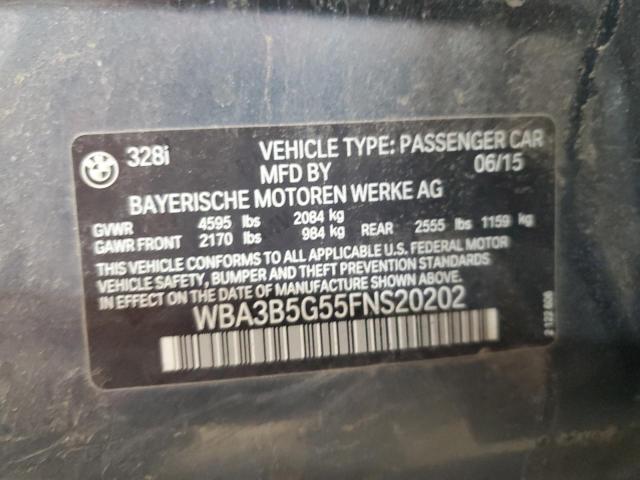 328i VEHICLE TYPE: PASSENGER CAR
MFD BY 06/15
BAYERISCHE MOTOREN WERKE AG
GVWR 4595 lbs 2084 kg
GAWR FRONT 2170 lbs 984 kg REAR 2555 lbs 1159 kg
THIS VEHICLE CONFORMS TO ALL APPLICABLE U.S. FEDERAL MOTOR
VEHICLE SAFETY, BUMPER AND THEFT PREVENTION STANDARDS
IN EFFECT ON THE DATE OF MANUFACTURE SHOWN ABOVE.
WBA3B5G55FNS20202